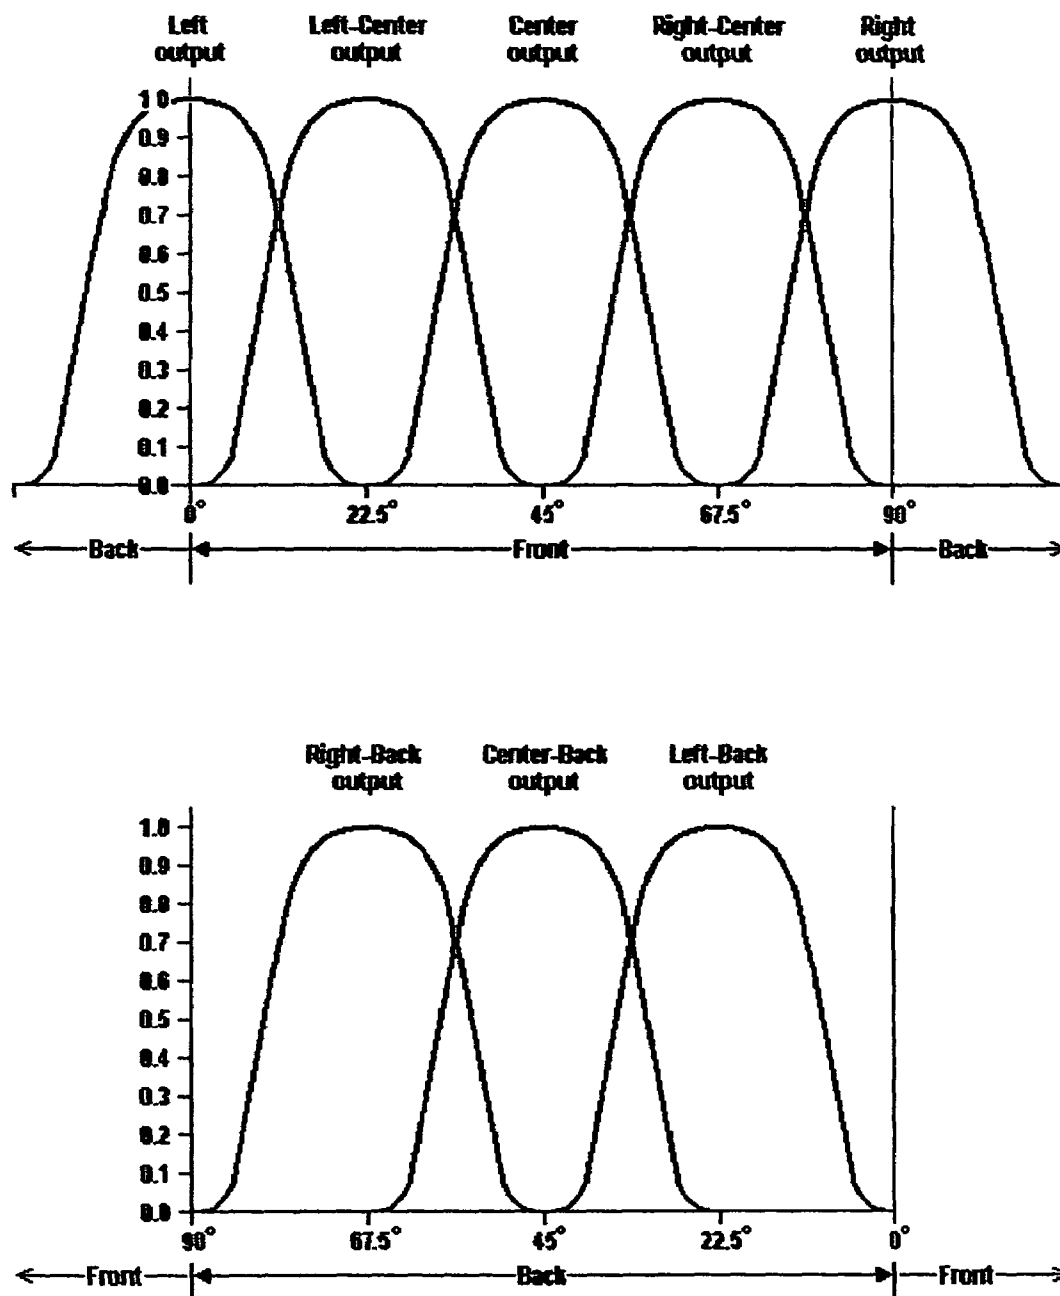 Left Left-Center Center Right-Center Right
output output output output output
1.0
0.9
0.8
0.7
0.6
0.5
0.4
0.3
0.2
0.1
0.0
0° 22.5° 45° 67.5° 90°
Back Front Back
Right-Back Center-Back Left-Back
output output output
1.0
0.9
0.8
0.7
0.6
0.5
0.4
0.3
0.2
0.1
0.0
90° 67.5° 45° 22.5° 0°
Front Back Front